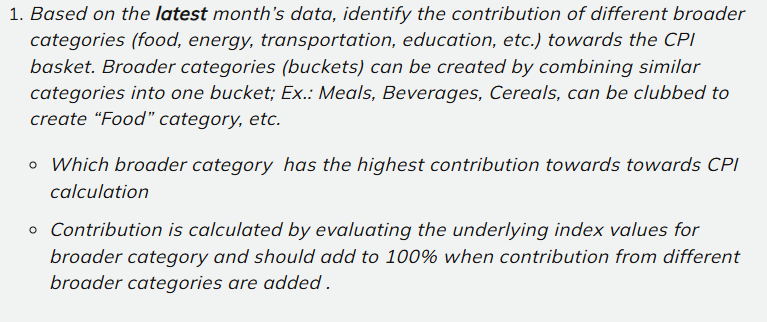 1. Based on the latest month's data, identify the contribution of different broader
categories (food, energy, transportation, education, etc.) towards the CPI
basket. Broader categories (buckets) can be created by combining similar
categories into one bucket; Ex.: Meals, Beverages, Cereals, can be clubbed to
create “Food” category, etc.
○ Which broader category has the highest contribution towards towards CPI
calculation
○ Contribution is calculated by evaluating the underlying index values for
broader category and should add to 100% when contribution from different
broader categories are added .